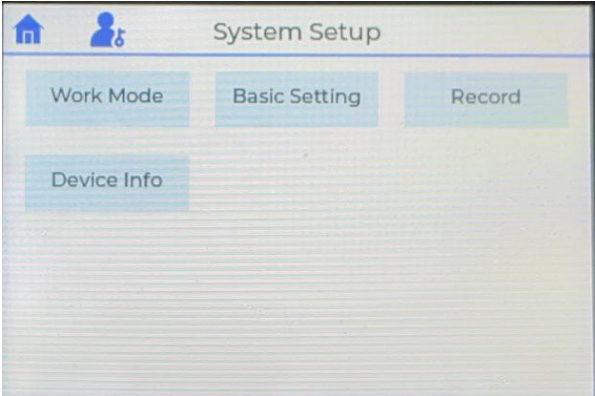 System Setup
Work Mode
Basic Setting
Record
Device Info